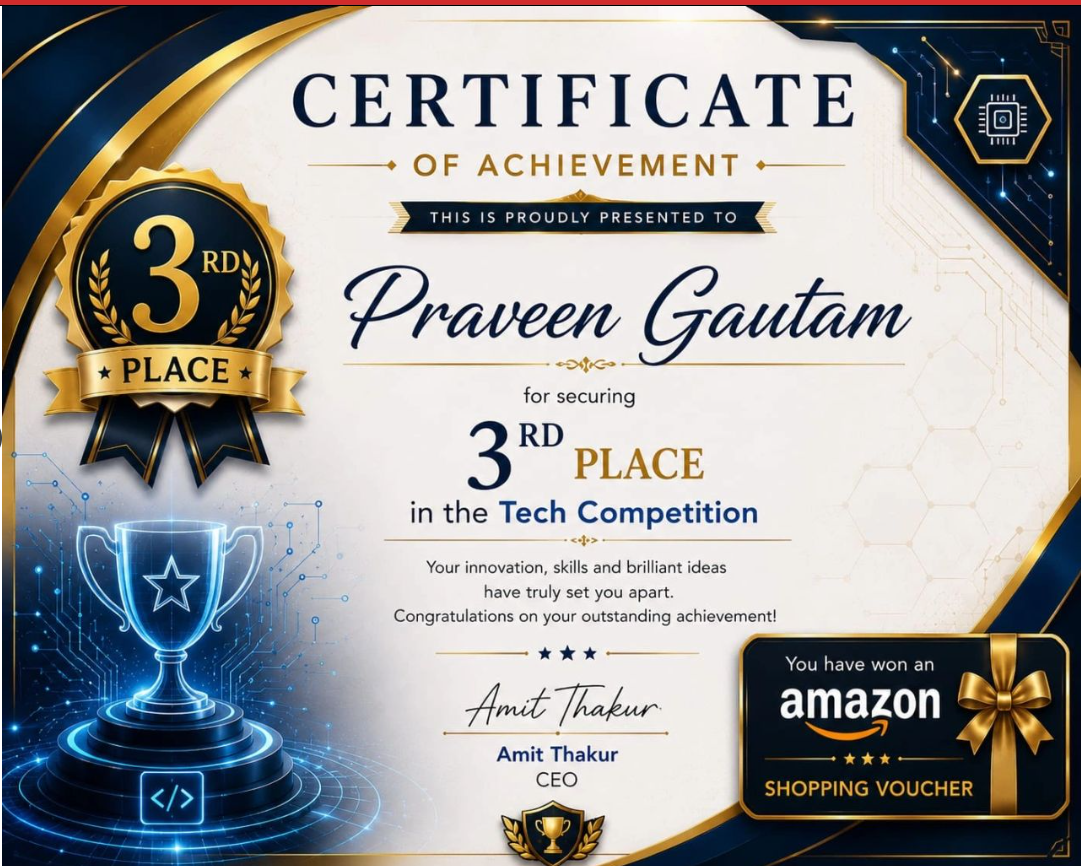 CERTIFICATE
OF ACHIEVEMENT
THIS IS PROUDLY PRESENTED TO
3RD
PLACE
Praveen Gautam
for securing
3RD PLACE
in the Tech Competition
Your innovation, skills and brilliant ideas
have truly set you apart.
Congratulations on your outstanding achievement!
Amit Thakur
Amit Thakur
CEO
</>
You have won an
amazon
SHOPPING VOUCHER